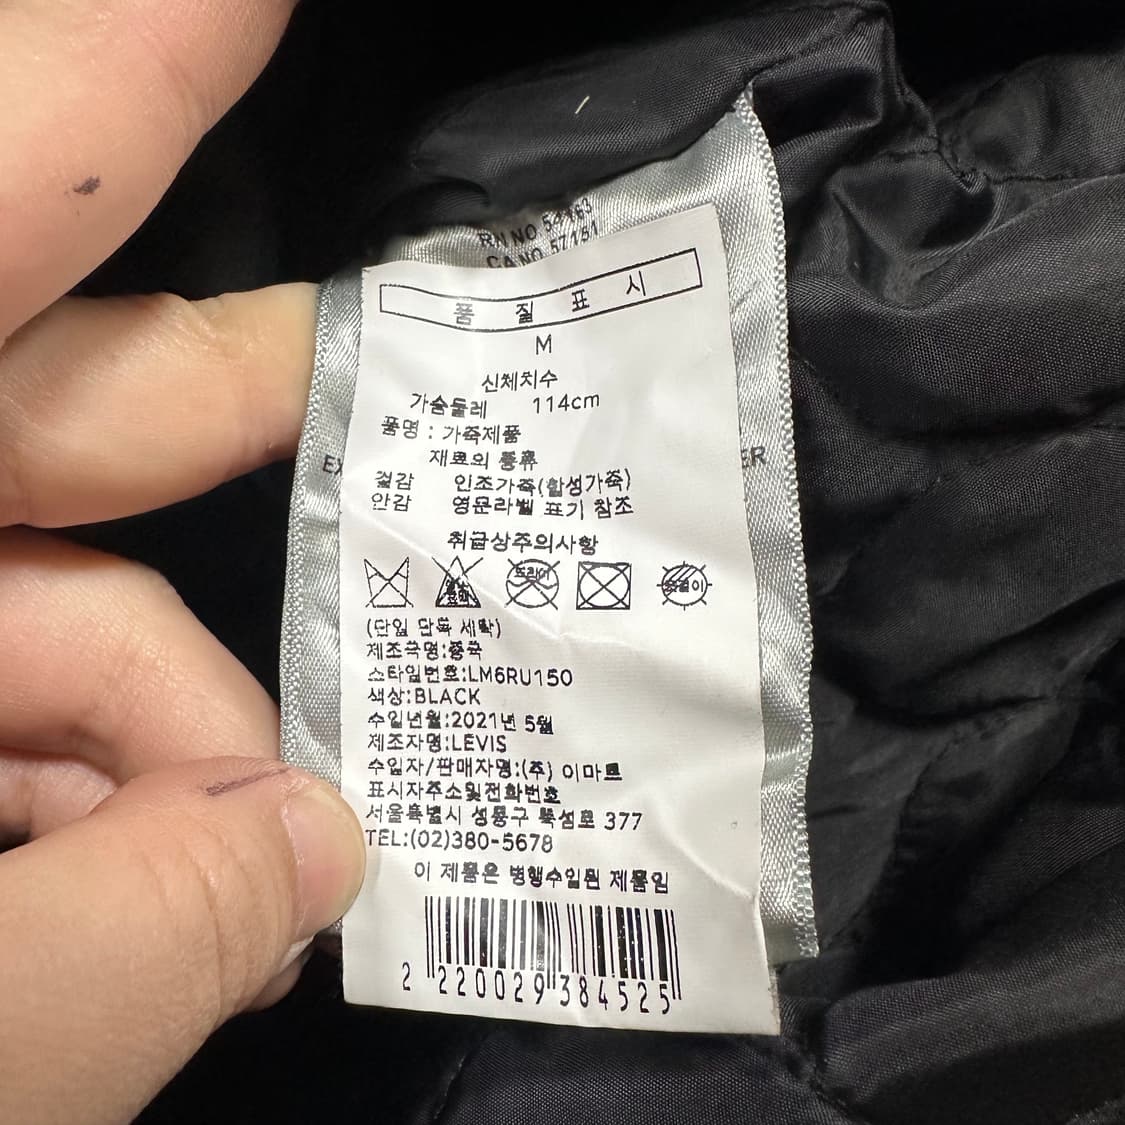 RN NO 53163
CA NO 57151
품 질 표 시
M
신체치수
가슴둘레 114cm
품명 : 가죽제품
재료의 종류
겉감 인조가죽(합성가죽)
안감 영문라벨 표기 참조
ER
취급상주의사항
드라이
(단일 단독 세탁)
제조국명:중국
스타일번호:LM6RU150
색상:BLACK
수입년월:2021년 5월
제조자명:LEVIS
수입자/판매자명:(주) 이마트
표시자주소및전화번호
서울특별시 성동구 뚝섬로 377
TEL:(02)380-5678
이 제품은 병행수입된 제품임
2 220029 384525